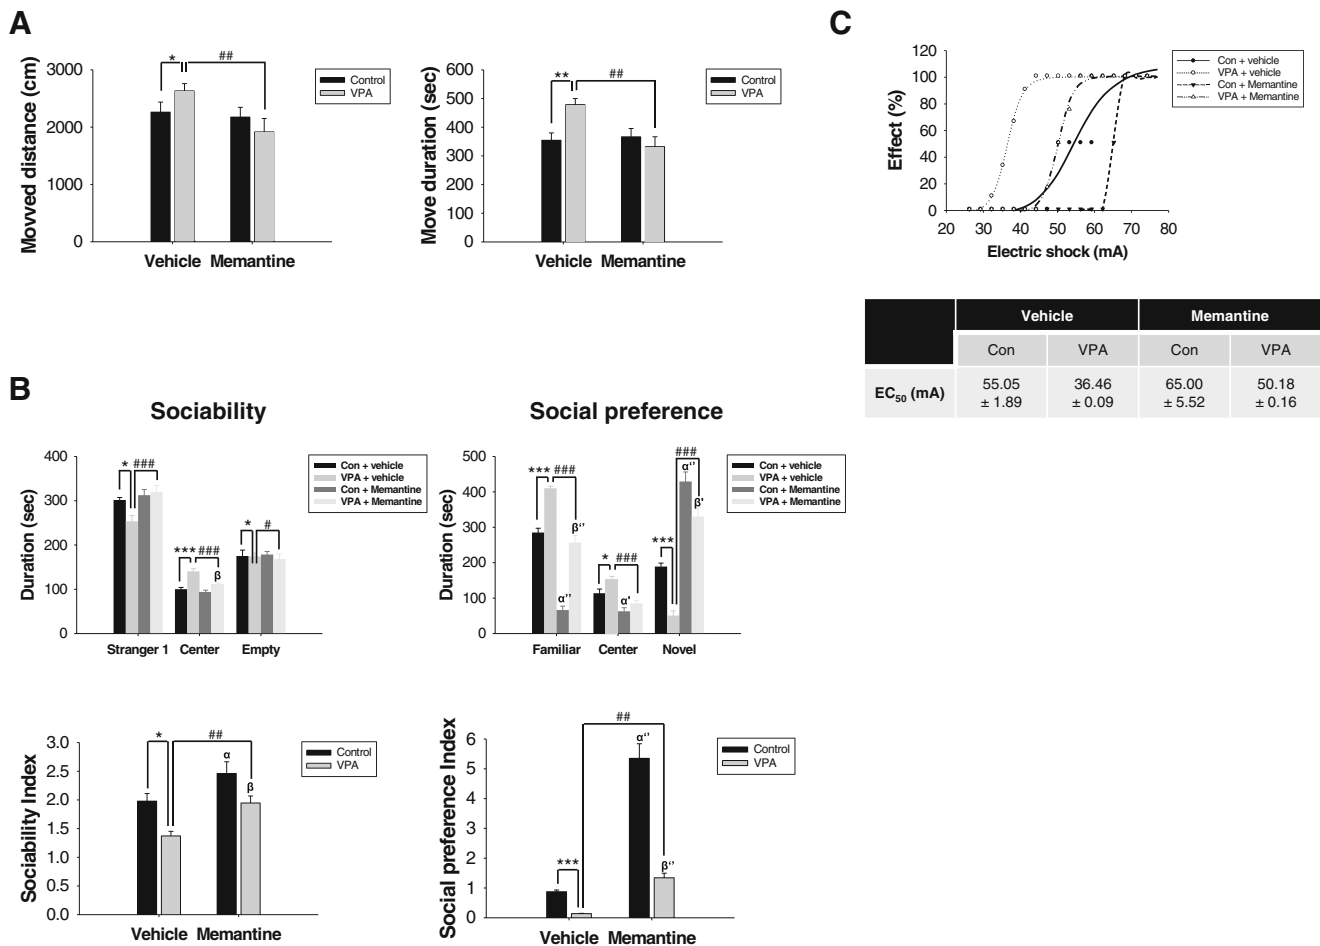 A
*
##
3000
2000
1000
0
Movved distance (cm)
Vehicle Memantine
Control
VPA
**
##
600
500
400
300
200
100
0
Move duration (sec)
Vehicle Memantine
Control
VPA
C
120
100
80
60
40
20
0
Effect (%)
20 30 40 50 60 70 80
Electric shock (mA)
Con + vehicle
VPA + vehicle
Con + Memantine
VPA + Memantine
Vehicle Memantine
Con VPA Con VPA
EC50 (mA)
55.05 ± 1.89
36.46 ± 0.09
65.00 ± 5.52
50.18 ± 0.16
B
Sociability
400
300
200
100
0
Duration (sec)
* ###
*** ###
β
* #
Stranger 1 Center Empty
Con + vehicle
VPA + vehicle
Con + Memantine
VPA + Memantine
Social preference
500
400
300
200
100
0
Duration (sec)
*** ###
β‘’
α’’
* ###
α'
***
###
α‘’
β'
Familiar Center Novel
Con + vehicle
VPA + vehicle
Con + Memantine
VPA + Memantine
3.0
2.5
2.0
1.5
1.0
0.5
0.0
Sociability Index
* ##
α
β
Vehicle Memantine
Control
VPA
6
5
4
3
2
1
0
Social preference Index
##
α‘’
***
β‘’
Vehicle Memantine
Control
VPA